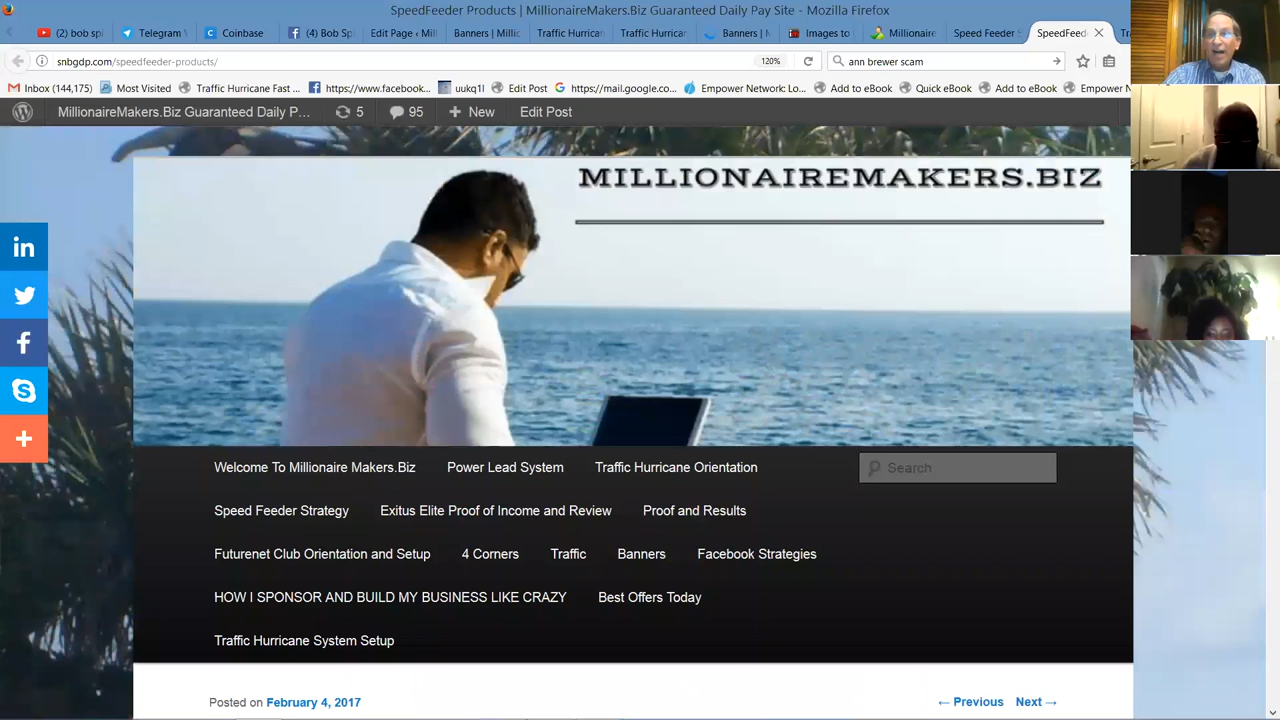 SpeedFeeder Products | MillionaireMakers.Biz Guaranteed Daily Pay Site - Mozilla Firefox
(2) bob spi
Telegram
Coinbase
(4) Bob Sp
Edit Page ‹ Mil
Banners | Millio
Traffic Hurrica
Traffic Hurrica
Banners | M
Images to
Millionaire
Speed Feeder
SpeedFeed
snbgdp.com/speedfeeder-products/
120%
ann brewer scam
Inbox (144,175)
Most Visited
Traffic Hurricane Fast ...
https://www.facebook...
uukq1l
Edit Post
https://mail.google.co...
Empower Network: Lo...
Add to eBook
Quick eBook
Add to eBook
Empower N
MillionaireMakers.Biz Guaranteed Daily P...
5
95
New
Edit Post
MILLIONAIREMAKERS.BIZ
in
Welcome To Millionaire Makers.Biz
Power Lead System
Traffic Hurricane Orientation
Search
Speed Feeder Strategy
Exitus Elite Proof of Income and Review
Proof and Results
Futurenet Club Orientation and Setup
4 Corners
Traffic
Banners
Facebook Strategies
HOW I SPONSOR AND BUILD MY BUSINESS LIKE CRAZY
Best Offers Today
Traffic Hurricane System Setup
Posted on February 4, 2017
← Previous Next →